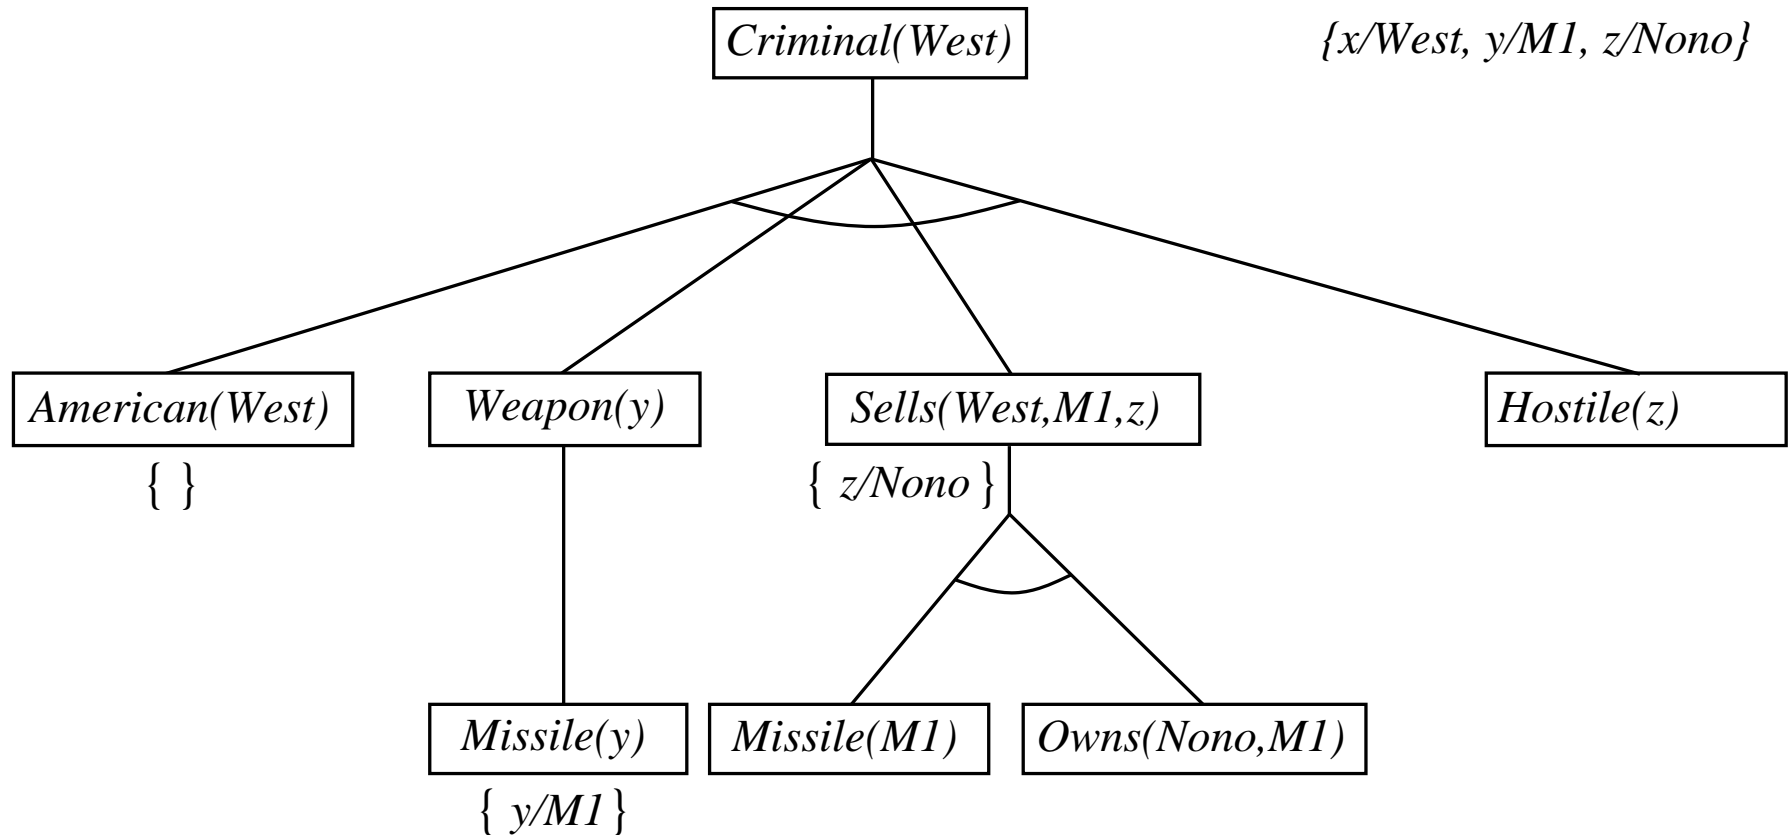 Criminal(West)
{x/West, y/M1, z/Nono}
American(West)
Weapon(y)
Sells(West,M1,z)
Hostile(z)
{ }
{ z/Nono }
Missile(y)
Missile(M1)
Owns(Nono,M1)
{ y/M1 }